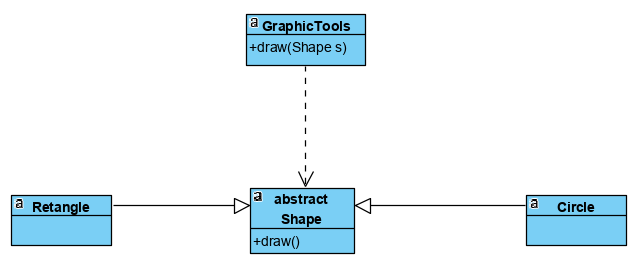 a
GraphicTools
+draw(Shape s)
a
Retangle
a
abstract
Shape
+draw()
a
Circle